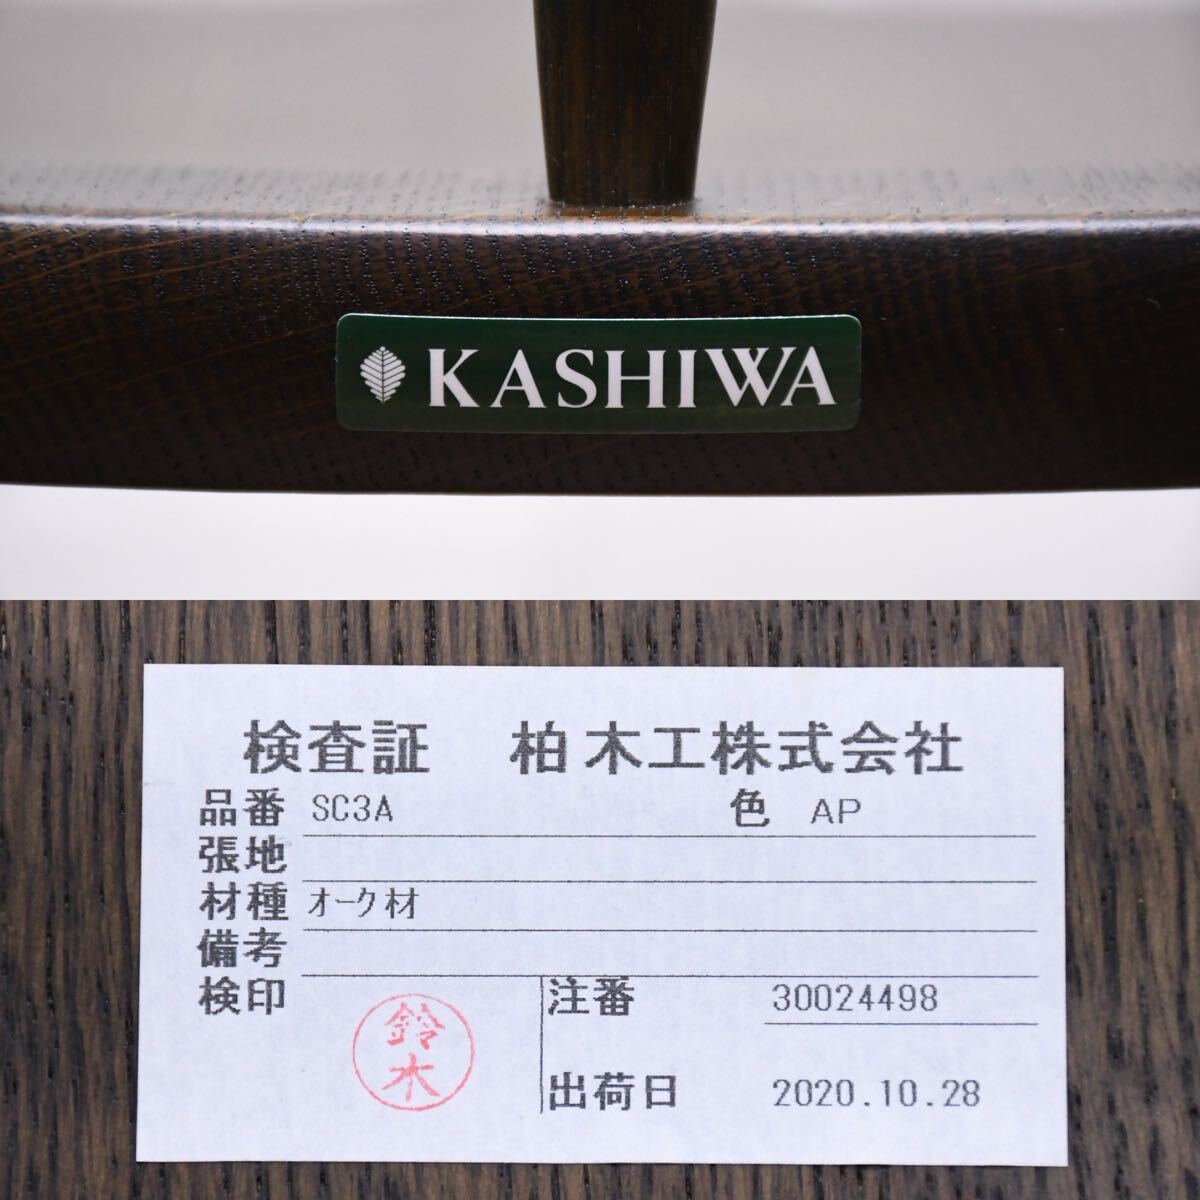 KASHIWA
検査証 柏木工株式会社
品番 SC3A 色 AP
張地
材種 オーク材
備考
検印 鈴木 注番 30024498
出荷日 2020.10.28